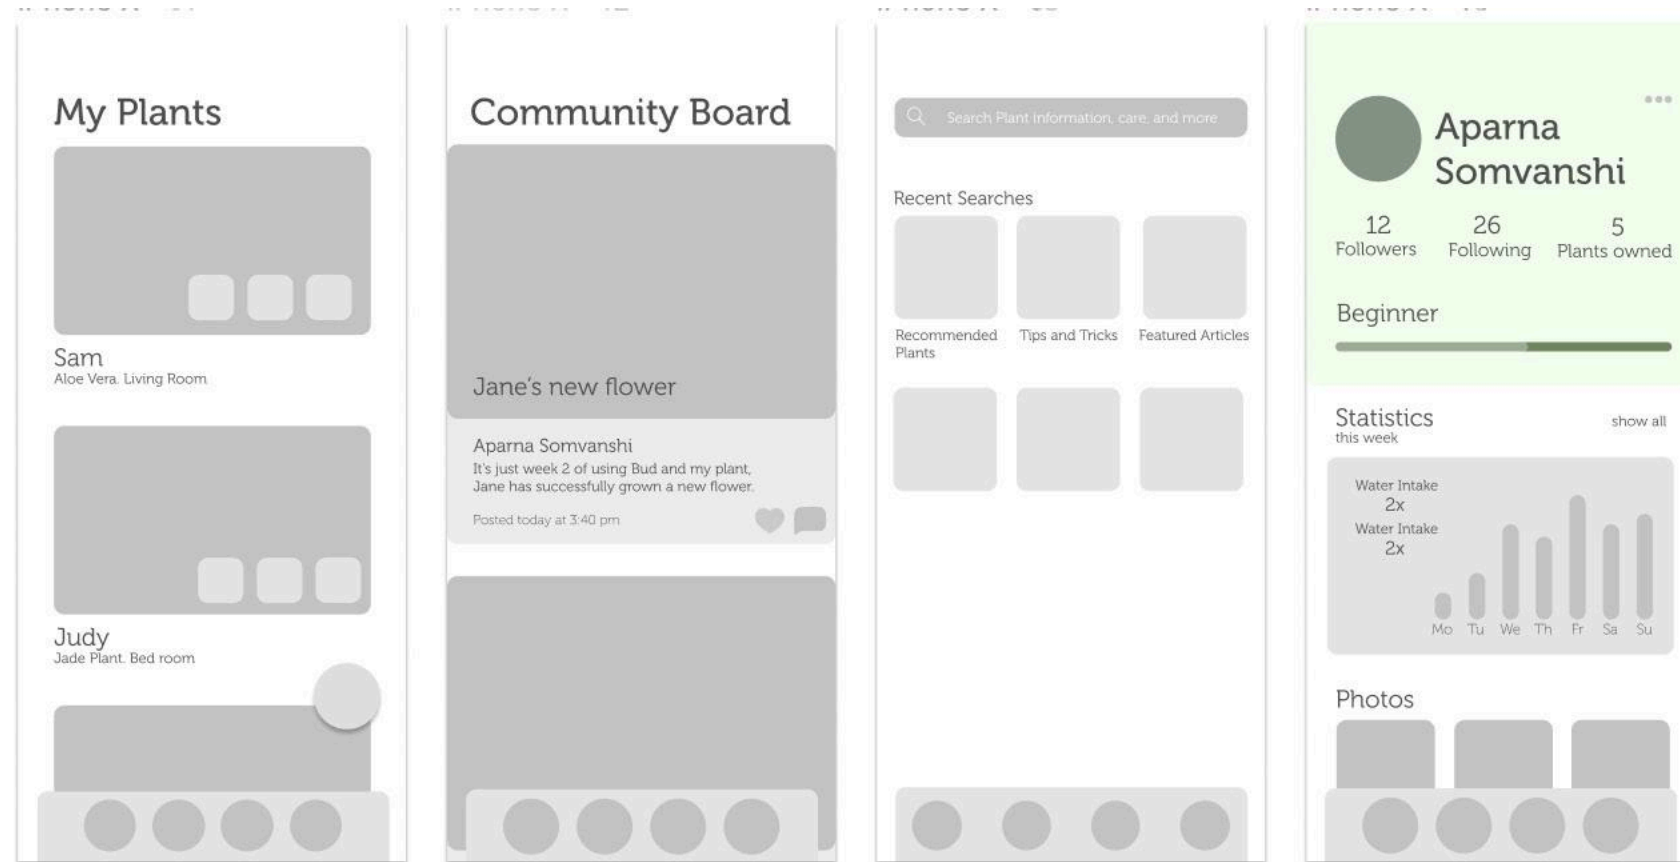 My Plants
Sam
Aloe Vera. Living Room
Judy
Jade Plant. Bed room
Community Board
Jane's new flower
Aparna Somvanshi
It's just week 2 of using Bud and my plant,
Jane has successfully grown a new flower.
Posted today at 3:40 pm
Search Plant information, care, and more
Recent Searches
Recommended
Plants
Tips and Tricks
Featured Articles
Aparna
Somvanshi
12 26 5
Followers Following Plants owned
Beginner
Statistics
show all
this week
Water Intake
2x
Water Intake
2x
Mo Tu We Th Fr Sa Su
Photos